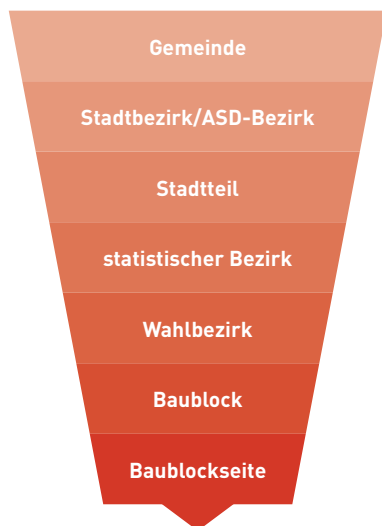 Gemeinde
Stadtbezirk/ASD-Bezirk
Stadtteil
statistischer Bezirk
Wahlbezirk
Baublock
Baublockseite